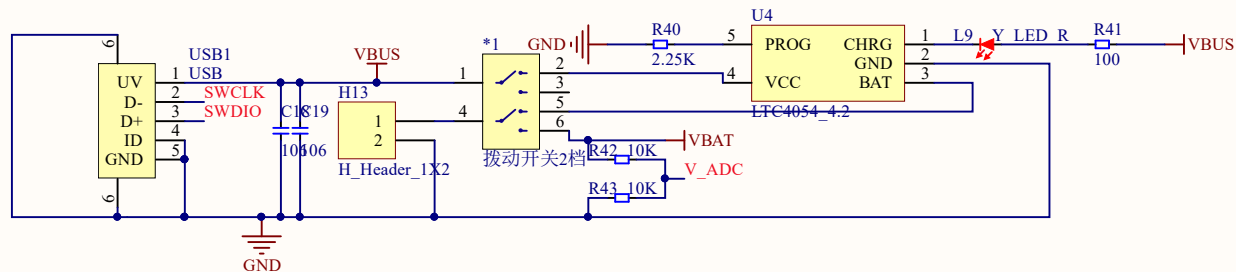 USB1
USB
6
UV
D-
D+
ID
GND
1
2
3
4
5
6
SWCLK
SWDIO
C18
C19
106
106
GND
VBUS
H13
1
2
H_Header_1X2
*1
1
4
2
3
5
6
拨动开关2档
GND
R40
2.25K
U4
5
PROG
CHRG
1
GND
2
4
VCC
BAT
3
LTC4054_4.2
L9
Y_LED_R
R41
100
VBUS
VBAT
R42
10K
V_ADC
R43
10K